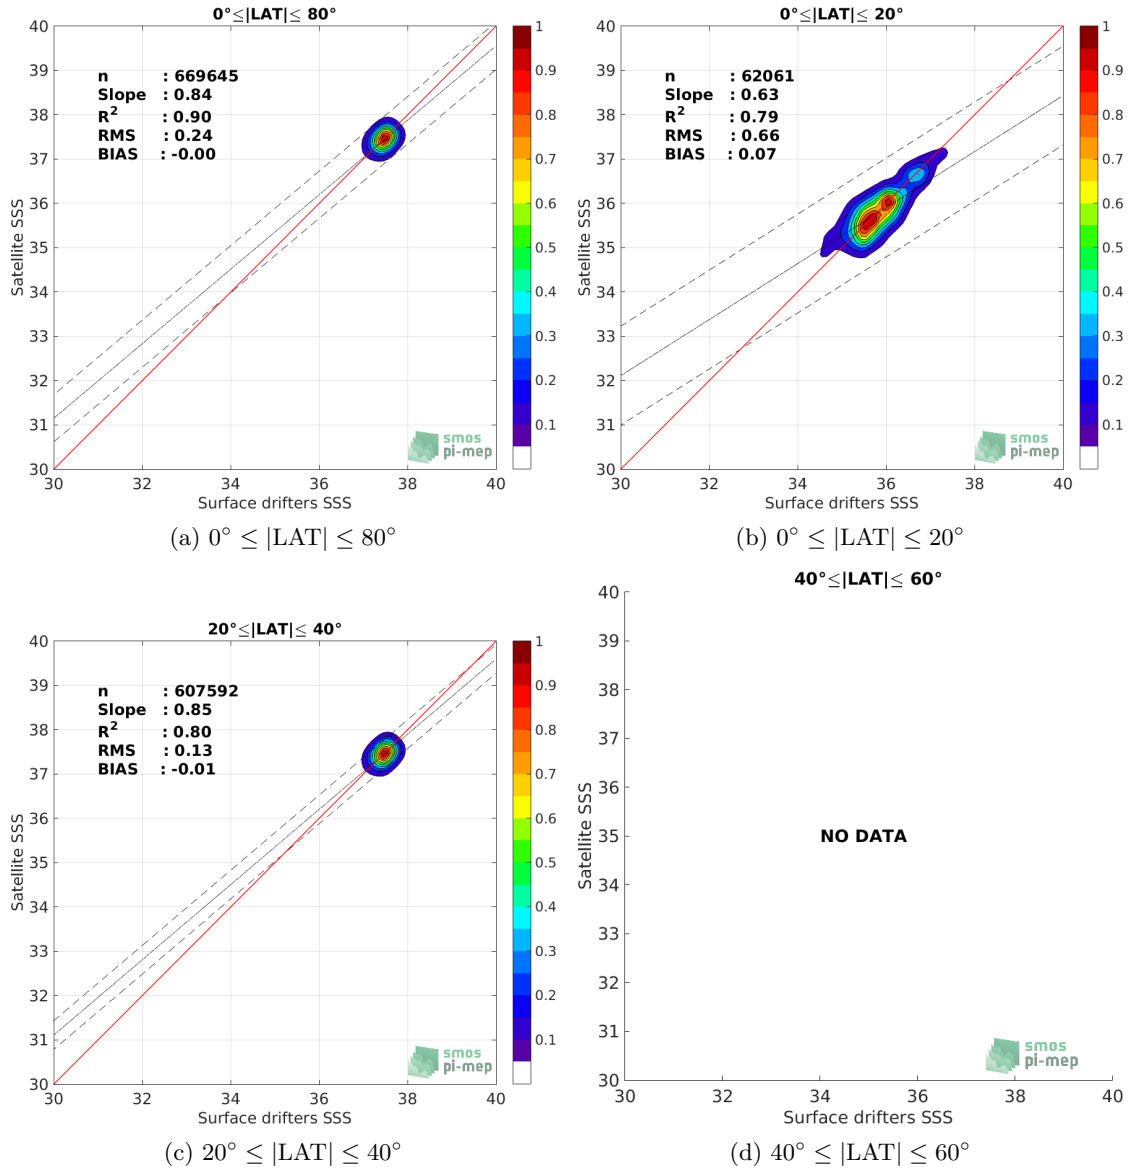 0°≤|LAT|≤ 80°
40
39
38
37
36
35
34
33
32
31
30
Satellite SSS
n : 669645
Slope : 0.84
R² : 0.90
RMS : 0.24
BIAS : -0.00
smos
pi-mep
30 32 34 36 38 40
Surface drifters SSS
1
0.9
0.8
0.7
0.6
0.5
0.4
0.3
0.2
0.1
(a) 0° ≤ |LAT| ≤ 80°
0°≤|LAT|≤ 20°
40
39
38
37
36
35
34
33
32
31
30
Satellite SSS
n : 62061
Slope : 0.63
R² : 0.79
RMS : 0.66
BIAS : 0.07
smos
pi-mep
30 32 34 36 38 40
Surface drifters SSS
1
0.9
0.8
0.7
0.6
0.5
0.4
0.3
0.2
0.1
(b) 0° ≤ |LAT| ≤ 20°
20°≤|LAT|≤ 40°
40
39
38
37
36
35
34
33
32
31
30
Satellite SSS
n : 607592
Slope : 0.85
R² : 0.80
RMS : 0.13
BIAS : -0.01
smos
pi-mep
30 32 34 36 38 40
Surface drifters SSS
1
0.9
0.8
0.7
0.6
0.5
0.4
0.3
0.2
0.1
(c) 20° ≤ |LAT| ≤ 40°
40°≤|LAT|≤ 60°
40
39
38
37
36
35
34
33
32
31
30
Satellite SSS
NO DATA
smos
pi-mep
30 32 34 36 38 40
Surface drifters SSS
(d) 40° ≤ |LAT| ≤ 60°